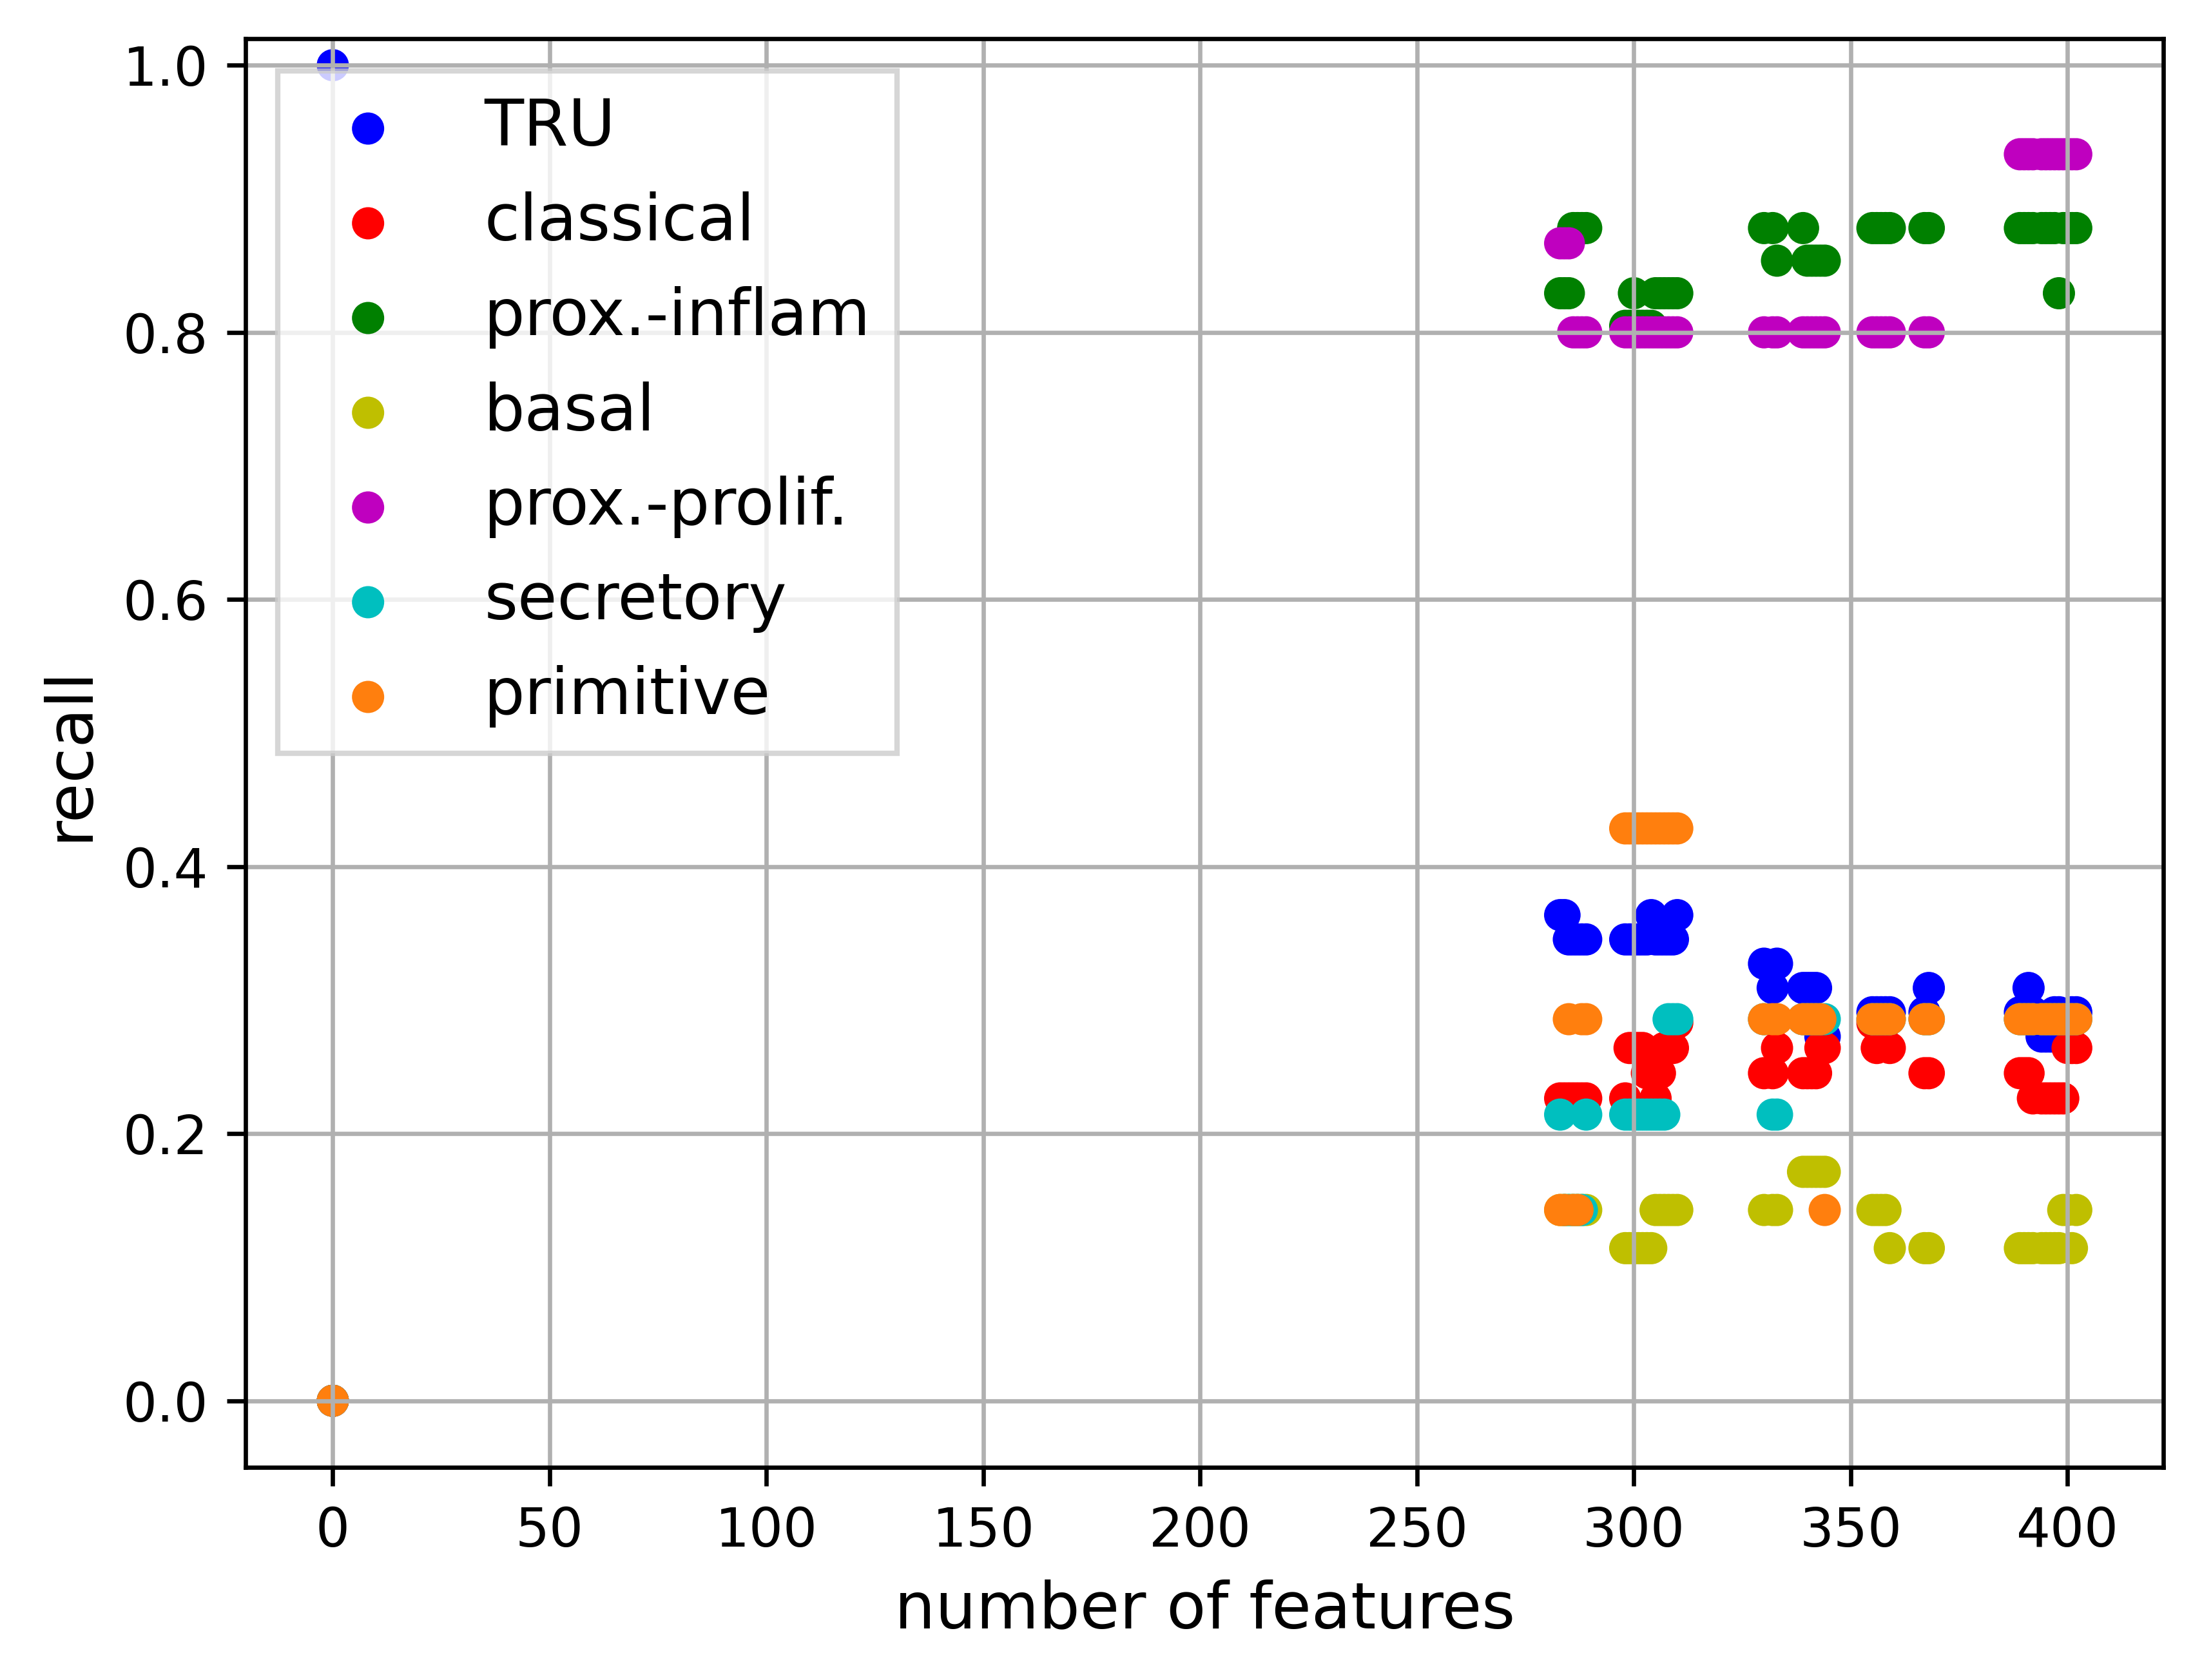 1.0
0.8
0.6
0.4
0.2
0.0
recall
TRU
classical
prox.-inflam
basal
prox.-prolif.
secretory
primitive
0 50 100 150 200 250 300 350 400
number of features